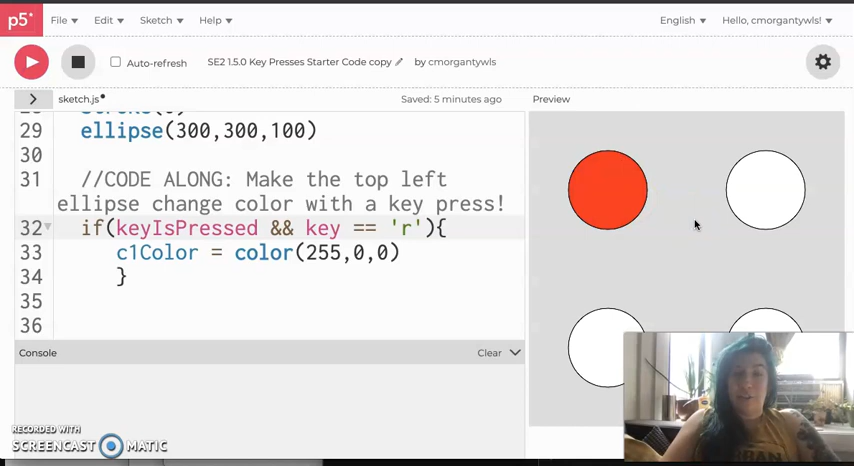 p5* File Edit Sketch Help English Hello, cmorgantywls!
Auto-refresh SE2 1.5.0 Key Presses Starter Code copy by cmorgantywls
sketch.js Saved: 5 minutes ago Preview
29 ellipse(300,300,100)
30
31 //CODE ALONG: Make the top left
ellipse change color with a key press!
32 if(keyIsPressed && key == 'r'){
33 c1Color = color(255,0,0)
34 }
35
36
Console Clear
RECORDED WITH
SCREENCAST MATIC